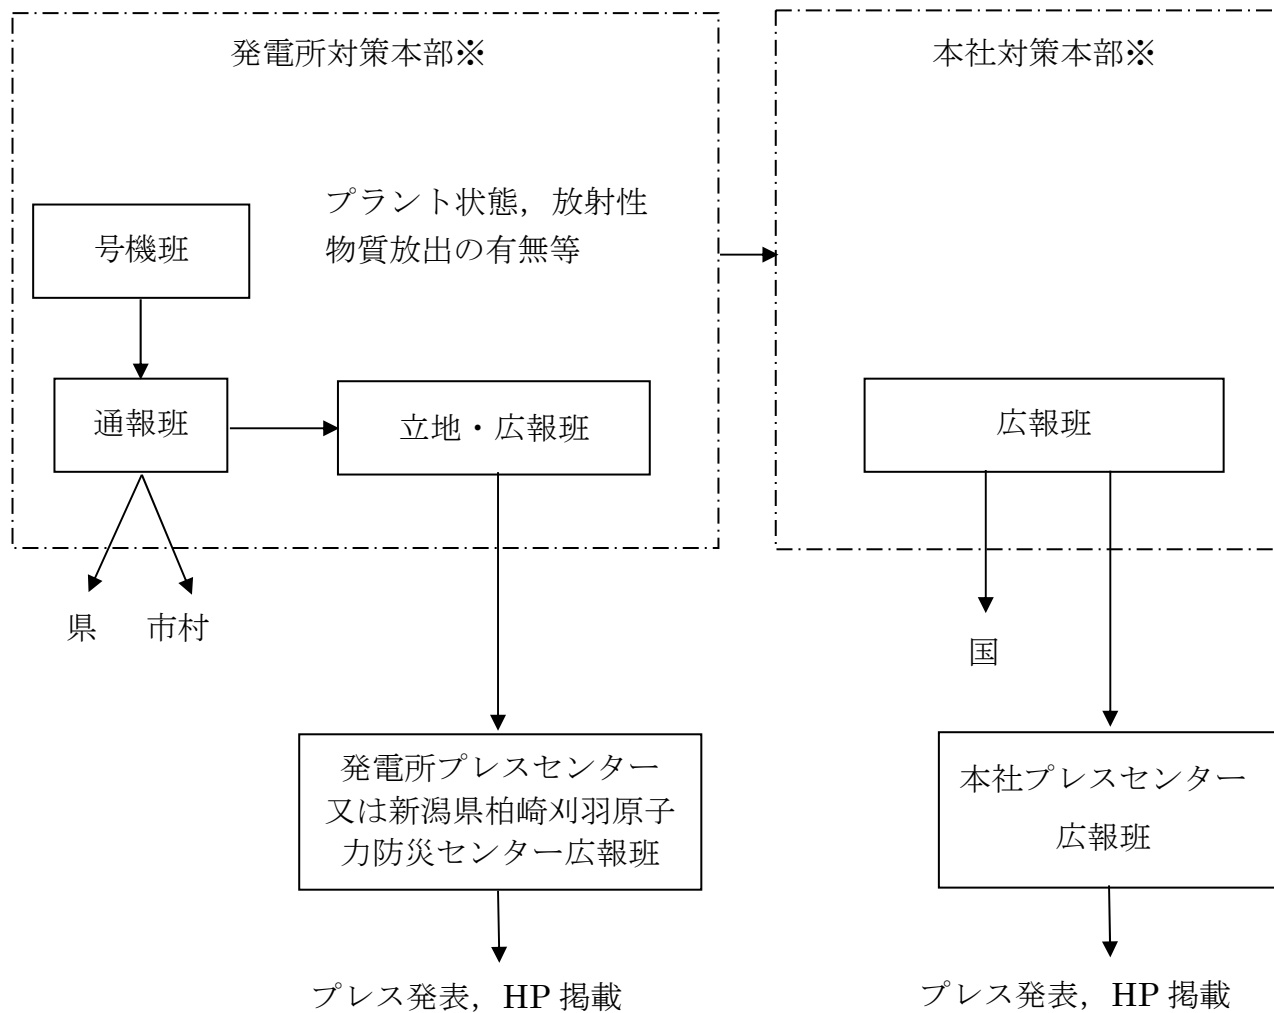 発電所対策本部※
本社対策本部※
プラント状態，放射性
物質放出の有無等
号機班
通報班
立地・広報班
広報班
県
市村
国
発電所プレスセンター
又は新潟県柏崎刈羽原子
力防災センター広報班
本社プレスセンター
広報班
プレス発表，HP 掲載
プレス発表，HP 掲載